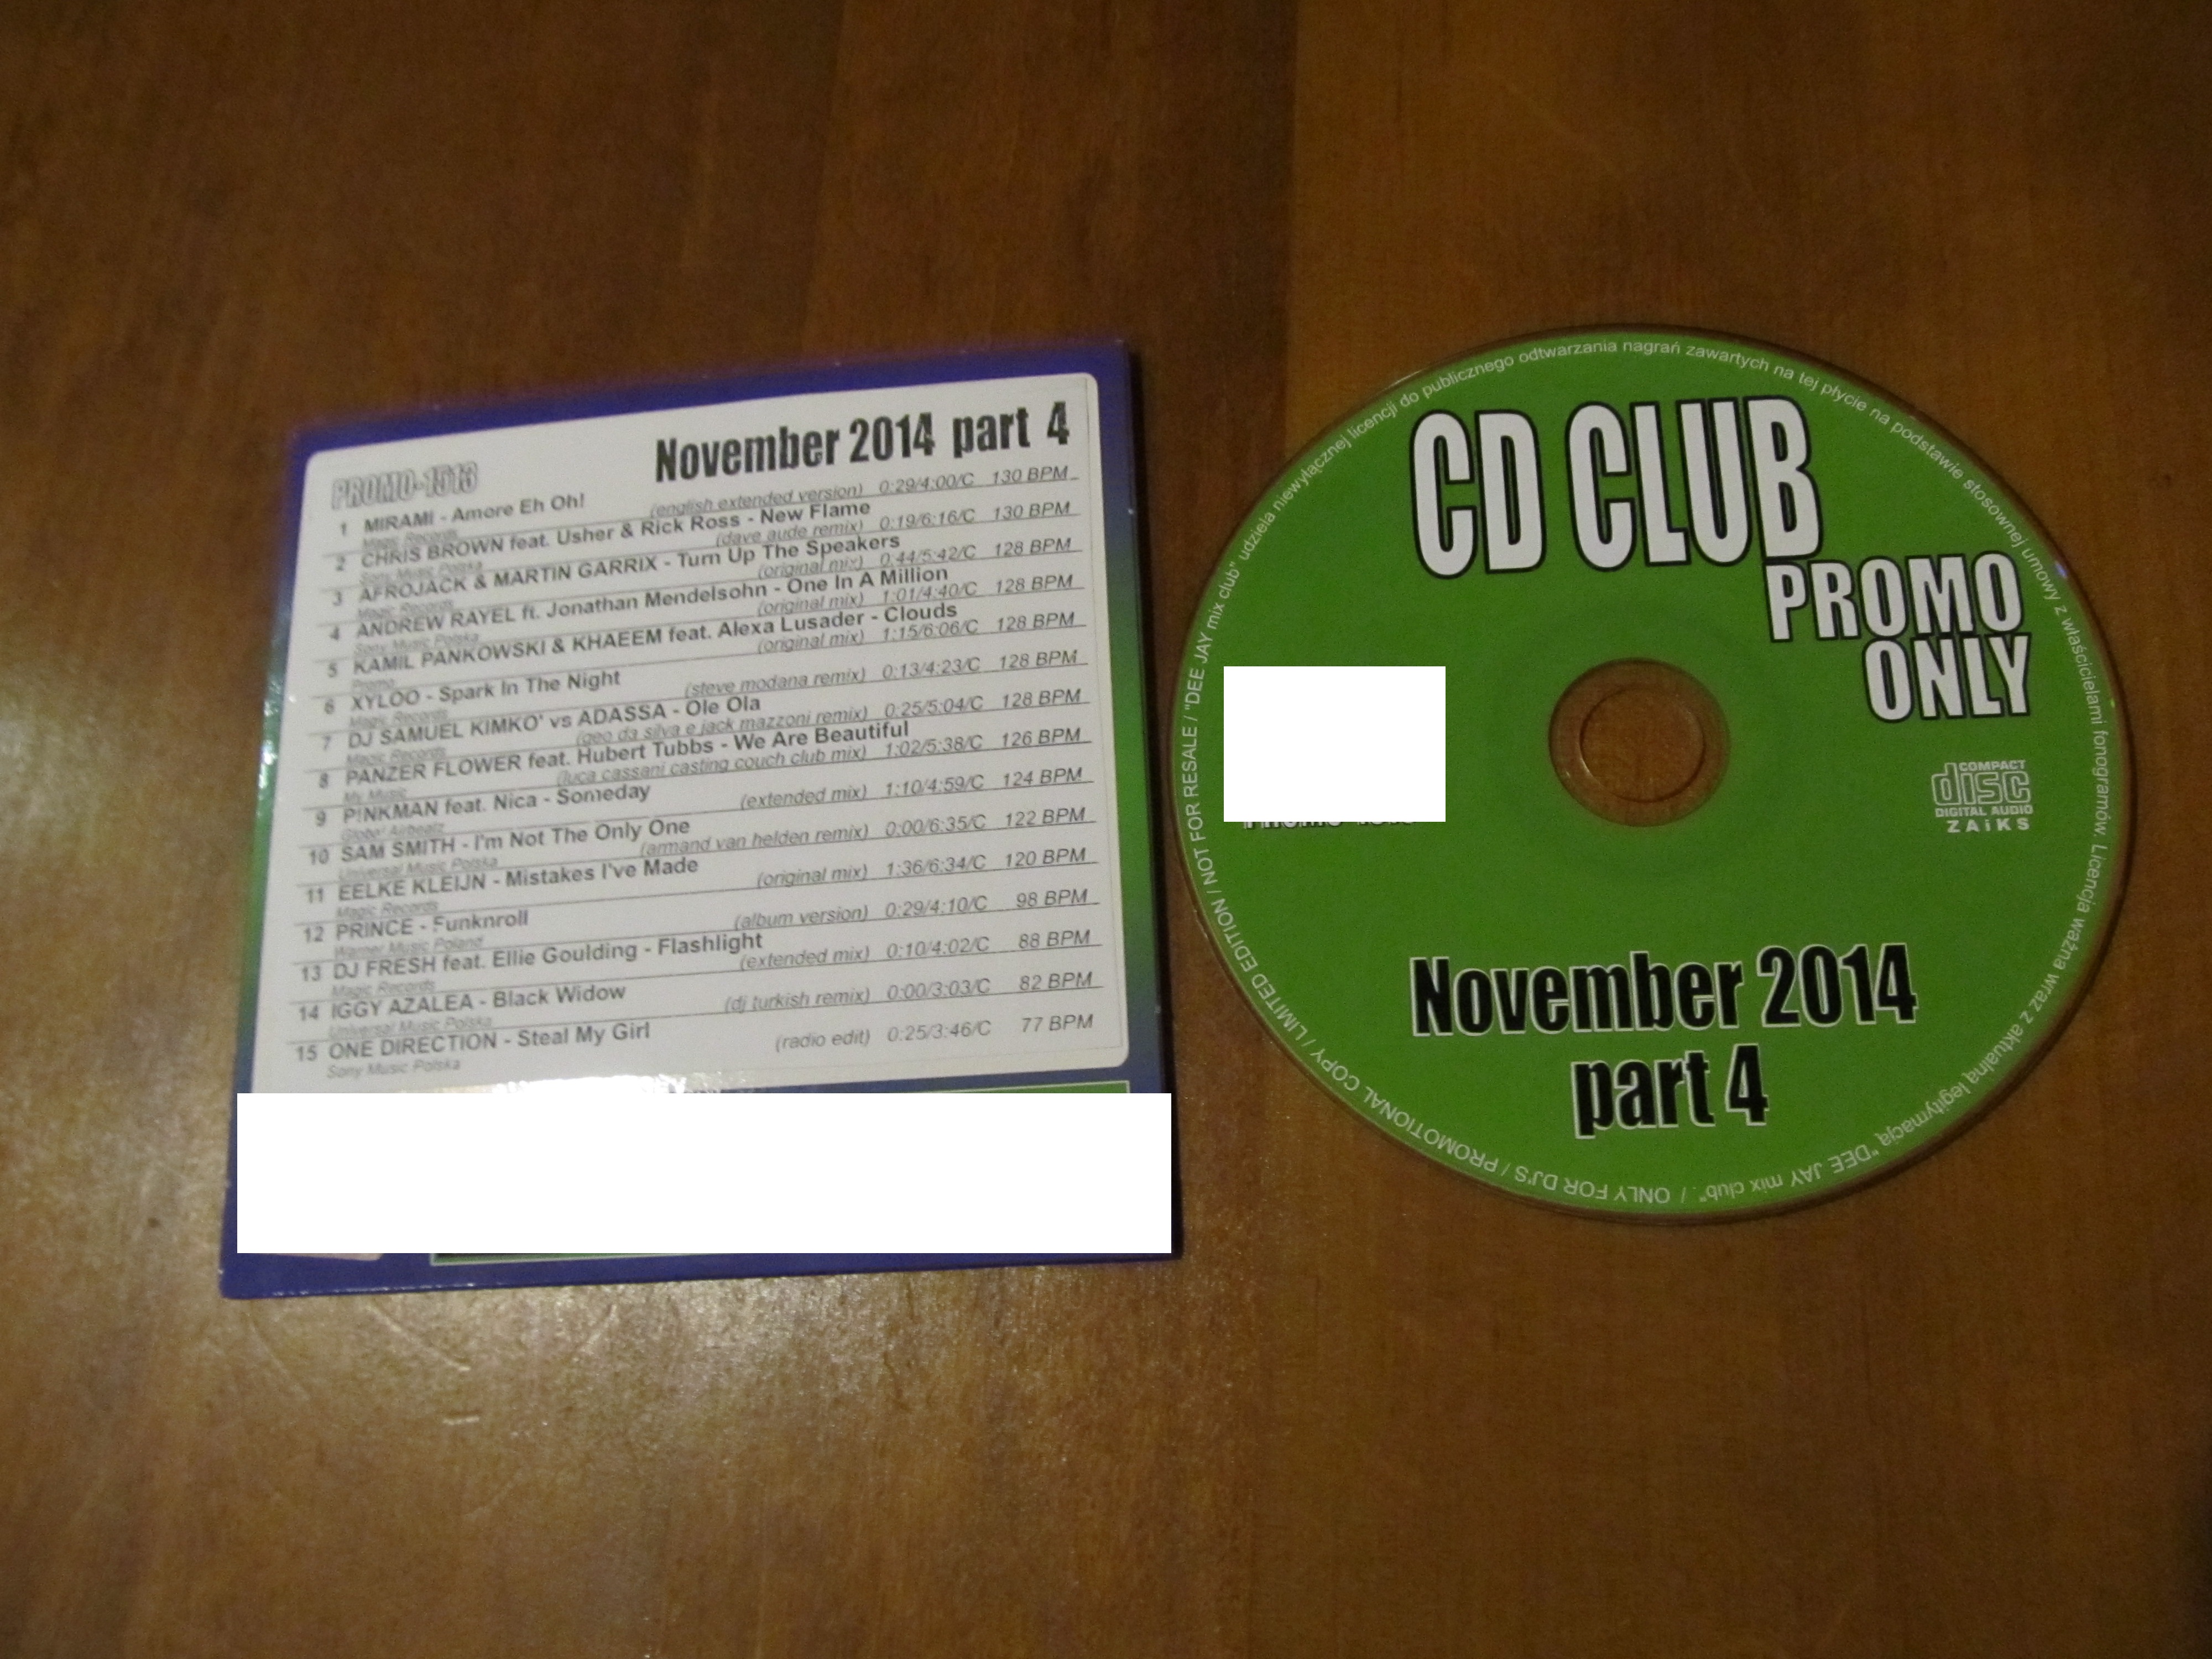 November 2014 part 4
PROMO-1513
1 MIRAMI - Amore Eh Oh! (english extended version) 0:29/4:00/C 130 BPM
Magic Records
2 CHRIS BROWN feat. Usher & Rick Ross - New Flame
Sony Music Polska (dave aude remix) 0:19/6:16/C 130 BPM
3 AFROJACK & MARTIN GARRIX - Turn Up The Speakers
Magic Records (original mix) 0:44/5:42/C 128 BPM
4 ANDREW RAYEL ft. Jonathan Mendelsohn - One In A Million
Sony Music Polska (original mix) 1:01/4:40/C 128 BPM
5 KAMIL PANKOWSKI & KHAEEM feat. Alexa Lusader - Clouds
Promo (original mix) 1:15/6:06/C 128 BPM
6 XYLOO - Spark In The Night (steve modana remix) 0:13/4:23/C 128 BPM
Magic Records
7 DJ SAMUEL KIMKO' vs ADASSA - Ole Ola
Magic Records (geo da silva e jack mazzoni remix) 0:25/5:04/C 128 BPM
8 PANZER FLOWER feat. Hubert Tubbs - We Are Beautiful
My Music (luca cassani casting couch club mix) 1:02/5:38/C 126 BPM
9 P!NKMAN feat. Nica - Someday (extended mix) 1:10/4:59/C 124 BPM
Global Airbeatz
10 SAM SMITH - I'm Not The Only One
Universal Music Polska (armand van helden remix) 0:00/6:35/C 122 BPM
11 EELKE KLEIJN - Mistakes I've Made (original mix) 1:36/6:34/C 120 BPM
Magic Records
12 PRINCE - Funknroll (album version) 0:29/4:10/C 98 BPM
Warner Music Poland
13 DJ FRESH feat. Ellie Goulding - Flashlight
Magic Records (extended mix) 0:10/4:02/C 88 BPM
14 IGGY AZALEA - Black Widow (dj turkish remix) 0:00/3:03/C 82 BPM
Universal Music Polska
15 ONE DIRECTION - Steal My Girl (radio edit) 0:25/3:46/C 77 BPM
Sony Music Polska
CD CLUB
PROMO
ONLY
COMPACT
disc
DIGITAL AUDIO
ZAiKS
November 2014
part 4
"DEE JAY mix club" udziela niewyłącznej licencji do publicznego odtwarzania nagrań zawartych na tej płycie na podstawie stosownej umowy z właścicielami fonogramów. Licencja ważna wraz z aktualną legitymacją "DEE JAY mix club". / ONLY FOR DJ'S / PROMOTIONAL COPY / LIMITED EDITION / NOT FOR RESALE /